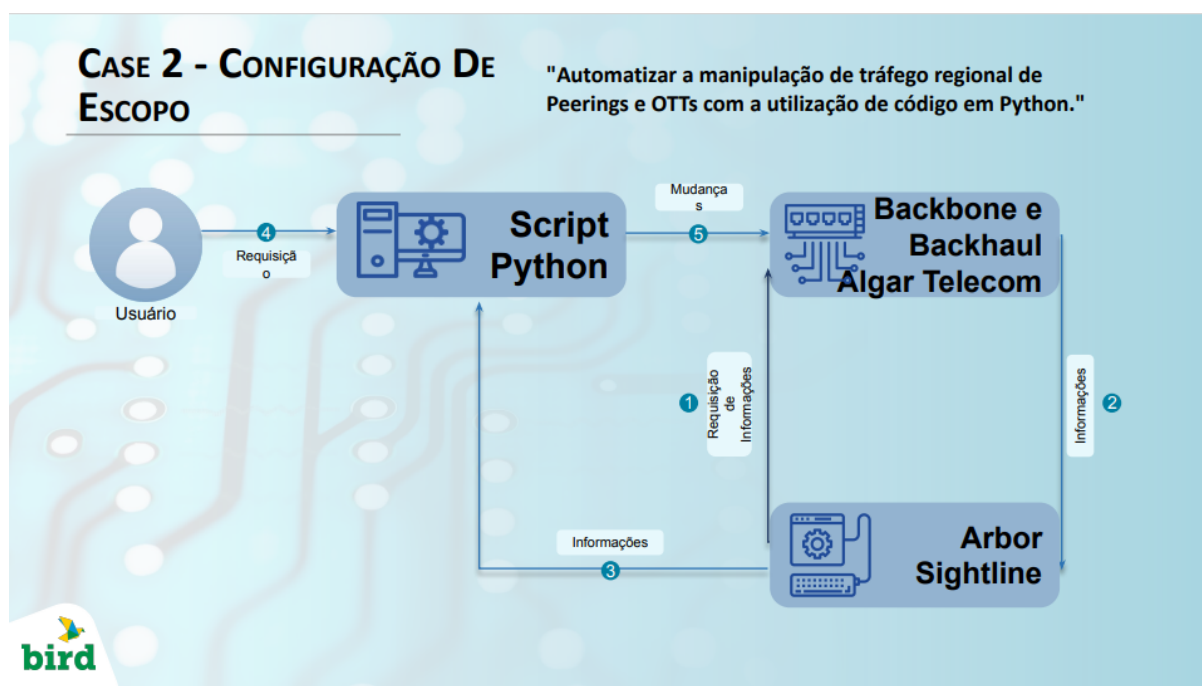 CASE 2 - CONFIGURAÇÃO DE
ESCOPO
"Automatizar a manipulação de tráfego regional de
Peerings e OTTs com a utilização de código em Python."
Usuário
4
Requisiçã
o
Script
Python
Mudança
s
5
Backbone e
Backhaul
Algar Telecom
1
Requisição
de
Informações
Informações
2
Informações
3
Arbor
Sightline
bird